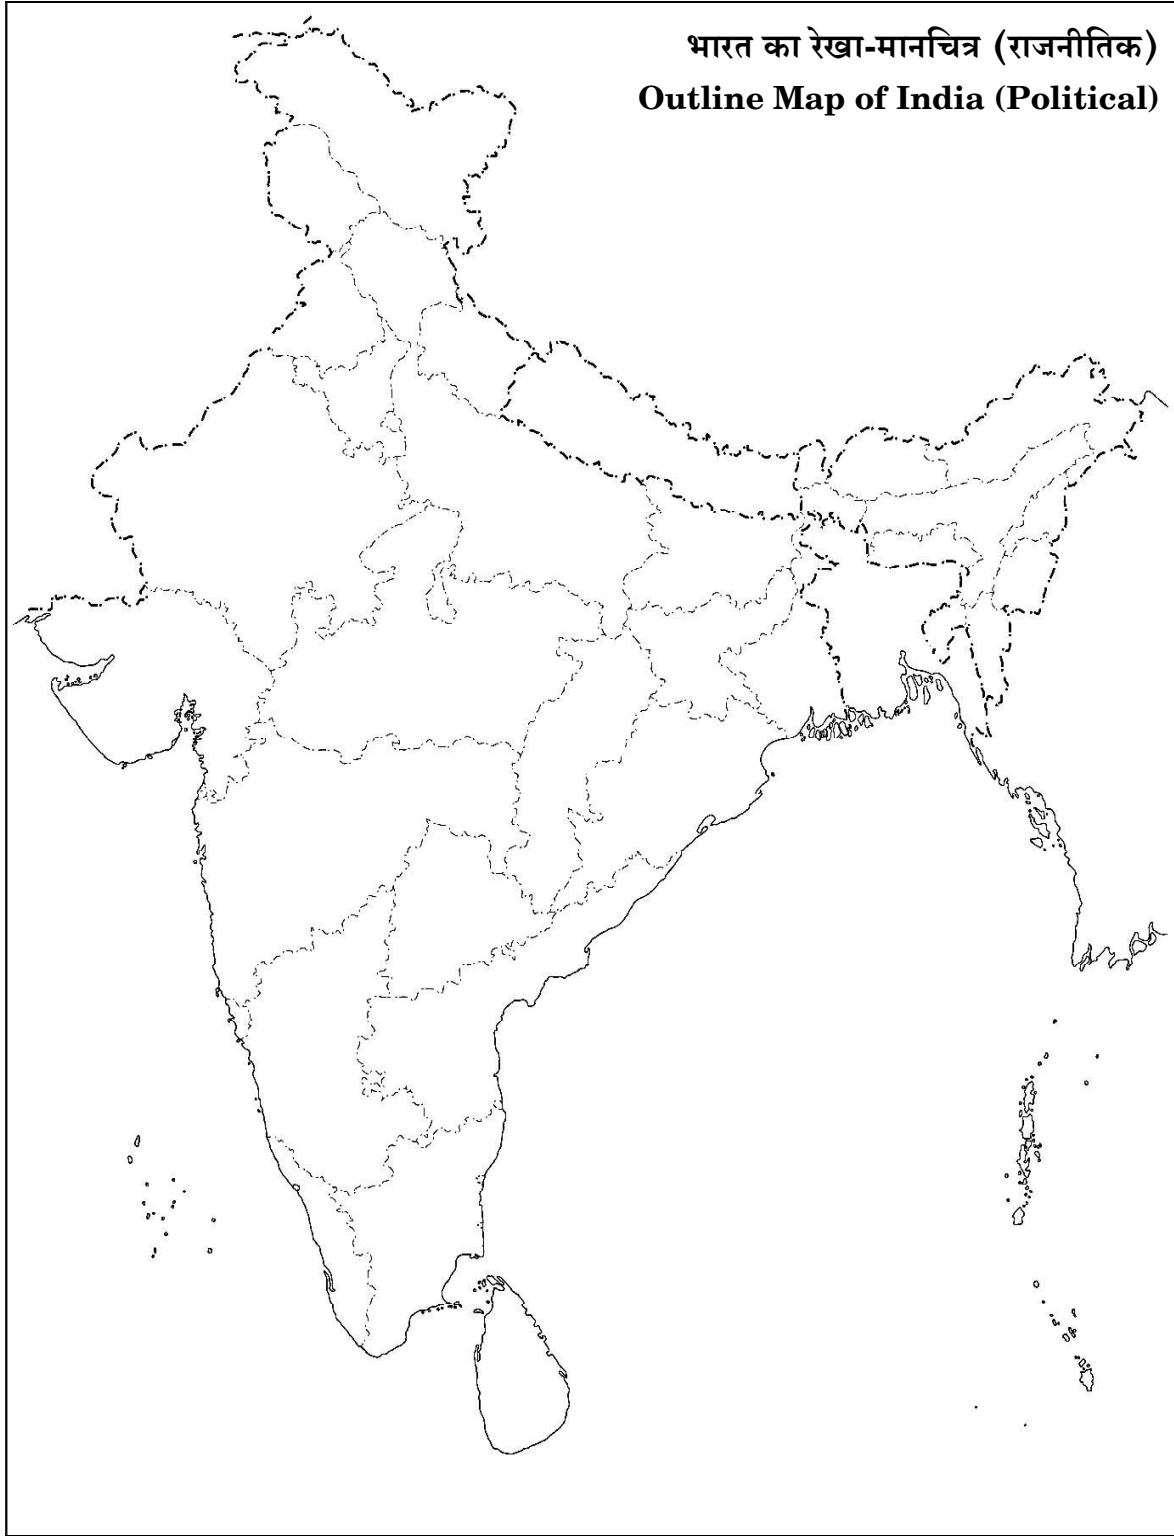 भारत का रेखा-मानचित्र (राजनीतिक)
Outline Map of India (Political)